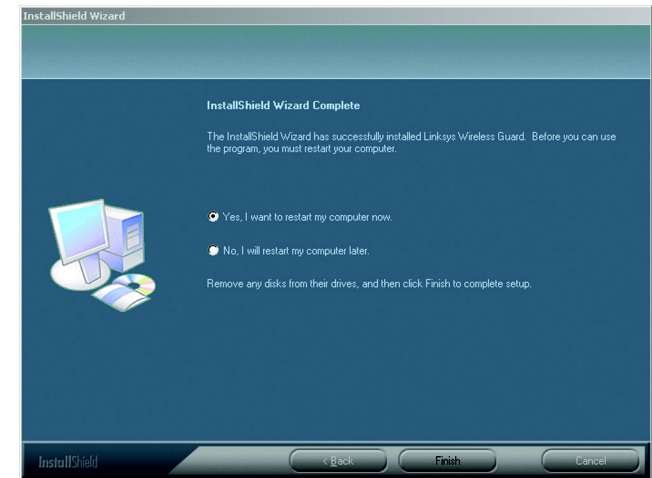 InstallShield Wizard
InstallShield Wizard Complete
The InstallShield Wizard has successfully installed Linksys Wireless Guard. Before you can use
the program, you must restart your computer.
Yes, I want to restart my computer now.
No, I will restart my computer later.
Remove any disks from their drives, and then click Finish to complete setup.
InstallShield
< Back
Finish
Cancel